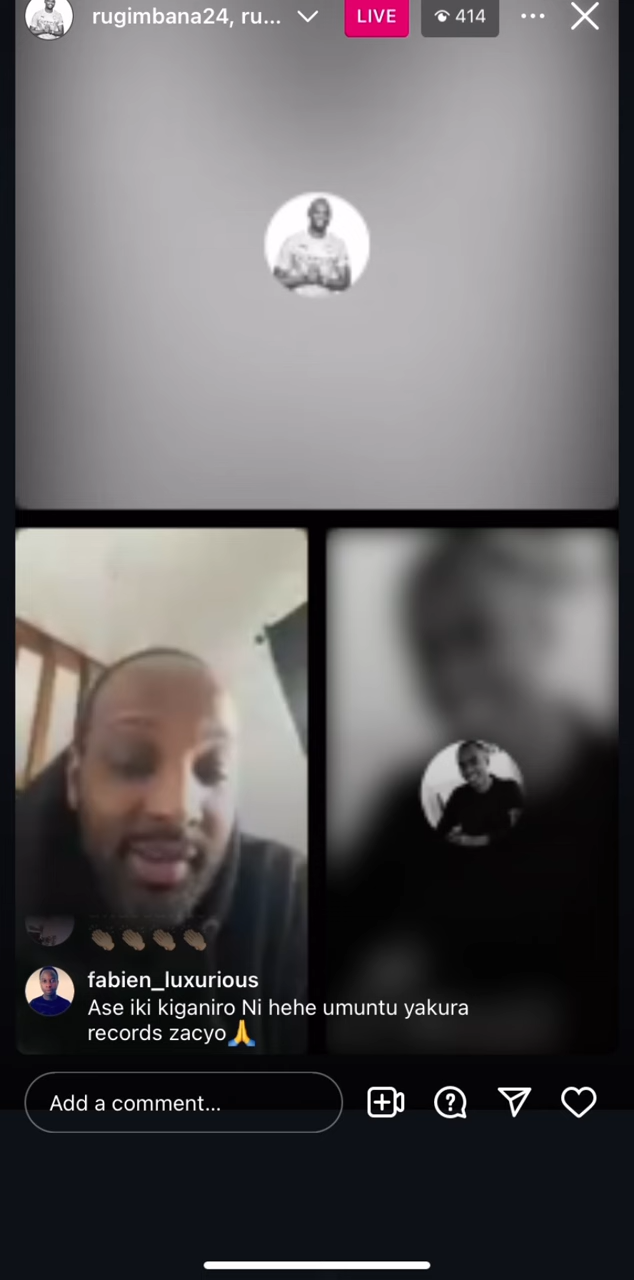 rugimbana24, ru...
LIVE
414
fabien_luxurious
Ase iki kiganiro Ni hehe umuntu yakura
records zacyo🙏
Add a comment...